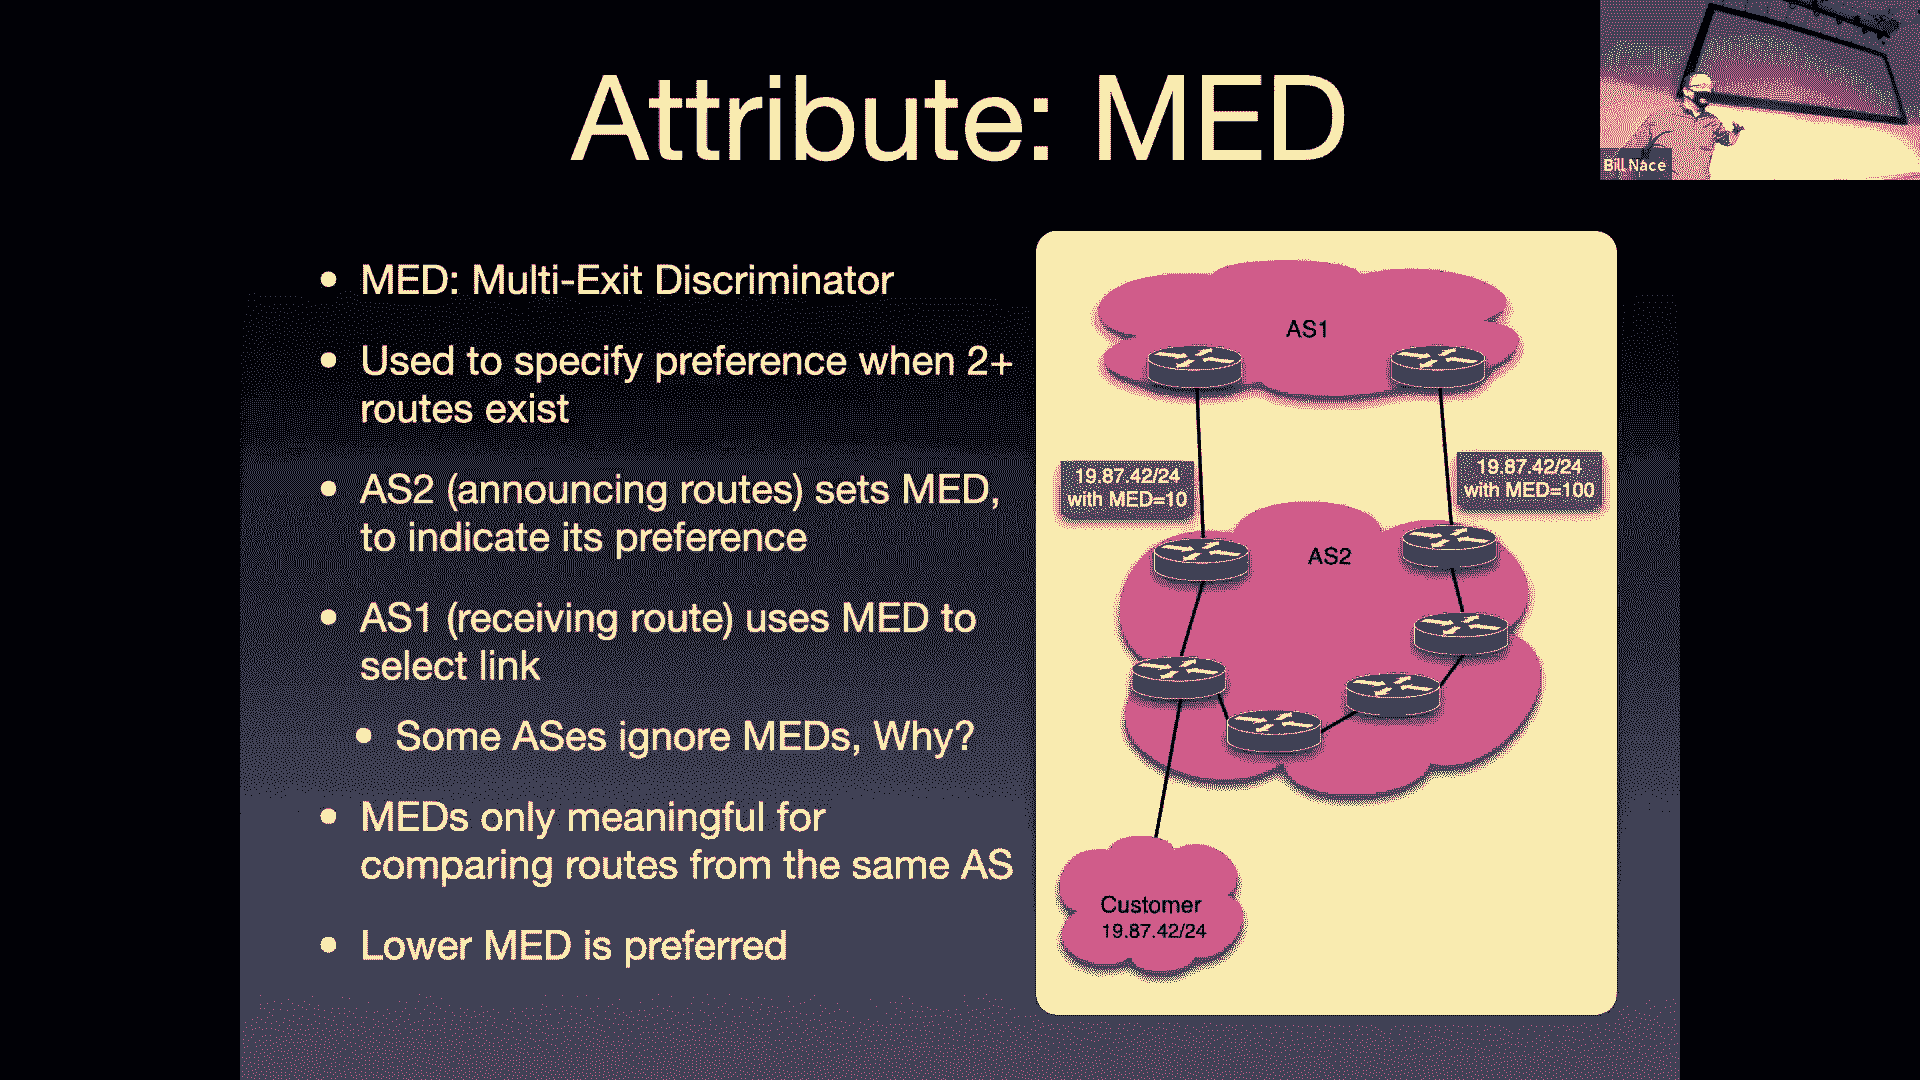 Attribute: MED
Bill Nace
• MED: Multi-Exit Discriminator
• Used to specify preference when 2+
routes exist
• AS2 (announcing routes) sets MED,
to indicate its preference
• AS1 (receiving route) uses MED to
select link
• Some ASes ignore MEDs, Why?
• MEDs only meaningful for
comparing routes from the same AS
• Lower MED is preferred
AS1
19.87.42/24
with MED=10
19.87.42/24
with MED=100
AS2
Customer
19.87.42/24